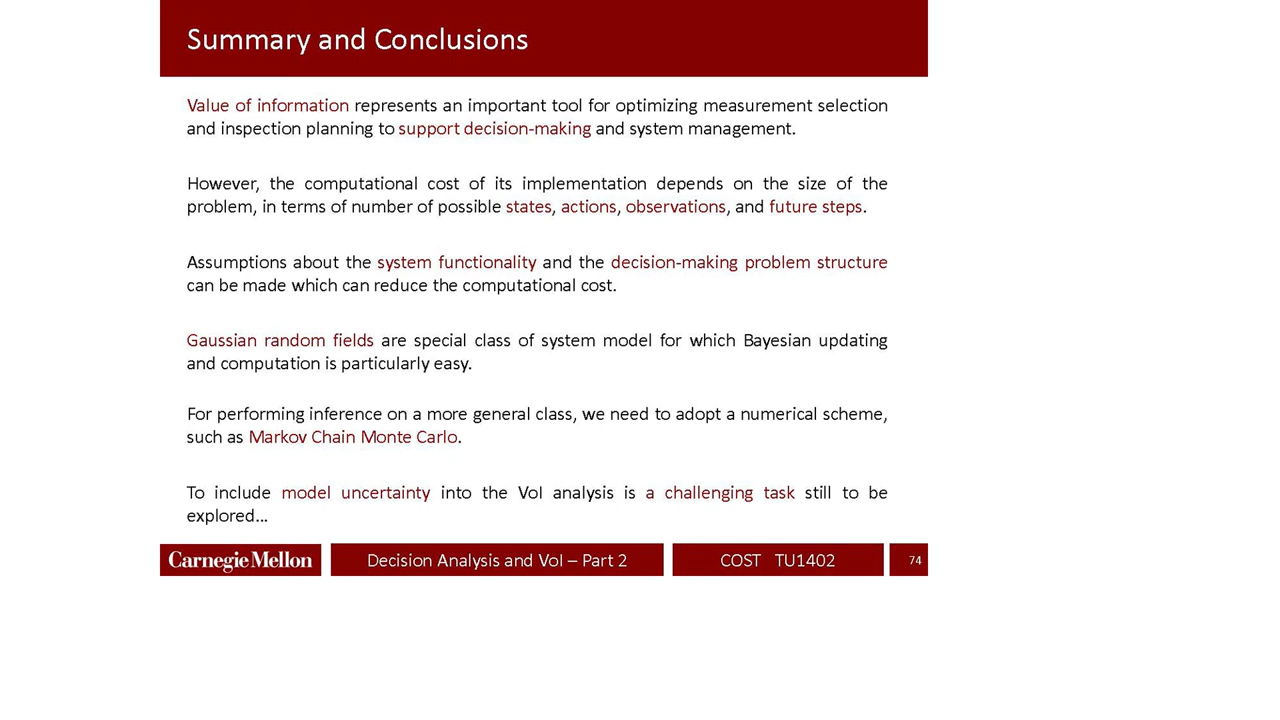 Summary and Conclusions
Value of information represents an important tool for optimizing measurement selection
and inspection planning to support decision-making and system management.
However, the computational cost of its implementation depends on the size of the
problem, in terms of number of possible states, actions, observations, and future steps.
Assumptions about the system functionality and the decision-making problem structure
can be made which can reduce the computational cost.
Gaussian random fields are special class of system model for which Bayesian updating
and computation is particularly easy.
For performing inference on a more general class, we need to adopt a numerical scheme,
such as Markov Chain Monte Carlo.
To include model uncertainty into the VoI analysis is a challenging task still to be
explored…
Carnegie Mellon
Decision Analysis and VoI – Part 2
COST TU1402
74